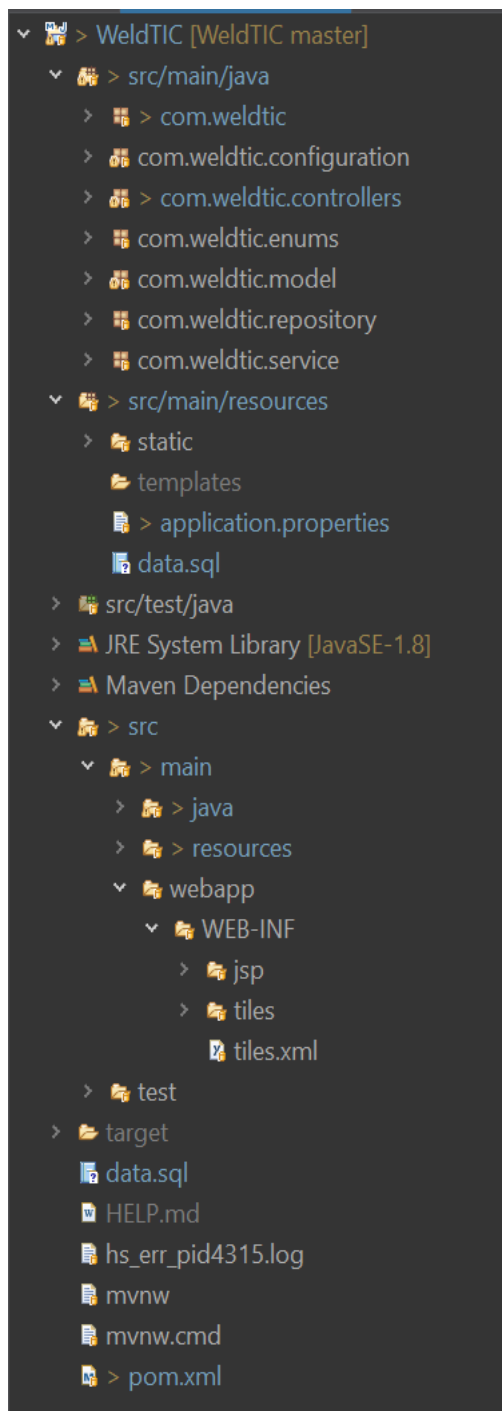 > WeldTIC [WeldTIC master]
> src/main/java
> com.weldtic
com.weldtic.configuration
> com.weldtic.controllers
com.weldtic.enums
com.weldtic.model
com.weldtic.repository
com.weldtic.service
> src/main/resources
static
templates
> application.properties
data.sql
src/test/java
JRE System Library [JavaSE-1.8]
Maven Dependencies
> src
> main
> java
> resources
webapp
WEB-INF
jsp
tiles
tiles.xml
test
target
data.sql
HELP.md
hs_err_pid4315.log
mvnw
mvnw.cmd
> pom.xml